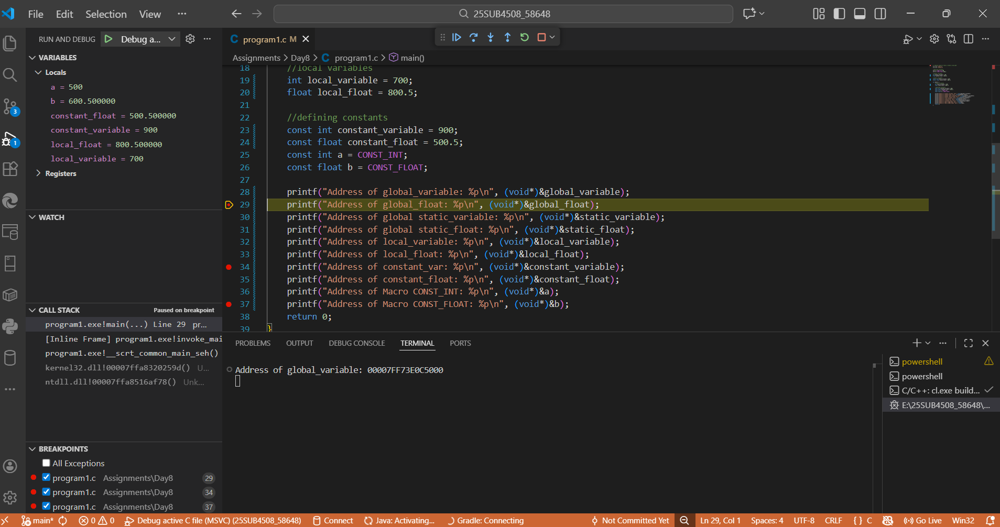 File Edit Selection View ···
25SUB4508_58648
RUN AND DEBUG Debug a... ···
VARIABLES
Locals
a = 500
b = 600.500000
constant_float = 500.500000
constant_variable = 900
local_float = 800.500000
local_variable = 700
Registers
WATCH
CALL STACK Paused on breakpoint
program1.exe!main(...) Line 29 pr...
[Inline Frame] program1.exe!invoke_mai
program1.exe!__scrt_common_main_seh()
kernel32.dll!00007ffa8320259d() U...
ntdll.dll!00007ffa8516af78() Unk...
BREAKPOINTS
All Exceptions
program1.c Assignments\Day8 29
program1.c Assignments\Day8 34
program1.c Assignments\Day8 37
3
1
C program1.c M
Assignments > Day8 > C program1.c > main()
18 //local variables
19 int local_variable = 700;
20 float local_float = 800.5;
21
22 //defining constants
23 const int constant_variable = 900;
24 const float constant_float = 500.5;
25 const int a = CONST_INT;
26 const float b = CONST_FLOAT;
27
28 printf("Address of global_variable: %p\n", (void*)&global_variable);
29 printf("Address of global_float: %p\n", (void*)&global_float);
30 printf("Address of global static_variable: %p\n", (void*)&static_variable);
31 printf("Address of global static_float: %p\n", (void*)&static_float);
32 printf("Address of local_variable: %p\n", (void*)&local_variable);
33 printf("Address of local_float: %p\n", (void*)&local_float);
34 printf("Address of constant_var: %p\n", (void*)&constant_variable);
35 printf("Address of constant_float: %p\n", (void*)&constant_float);
36 printf("Address of Macro CONST_INT: %p\n", (void*)&a);
37 printf("Address of Macro CONST_FLOAT: %p\n", (void*)&b);
38 return 0;
39 }
PROBLEMS OUTPUT DEBUG CONSOLE TERMINAL PORTS
Address of global_variable: 00007FF73E0C5000
powershell
powershell
C/C++: cl.exe build...
E:\25SUB4508_58648\...
main* 0 0 Debug active C file (MSVC) (25SUB4508_58648) Connect Java: Activating... Gradle: Connecting Not Committed Yet Ln 29, Col 1 Spaces: 4 UTF-8 CRLF {} C Go Live Win32